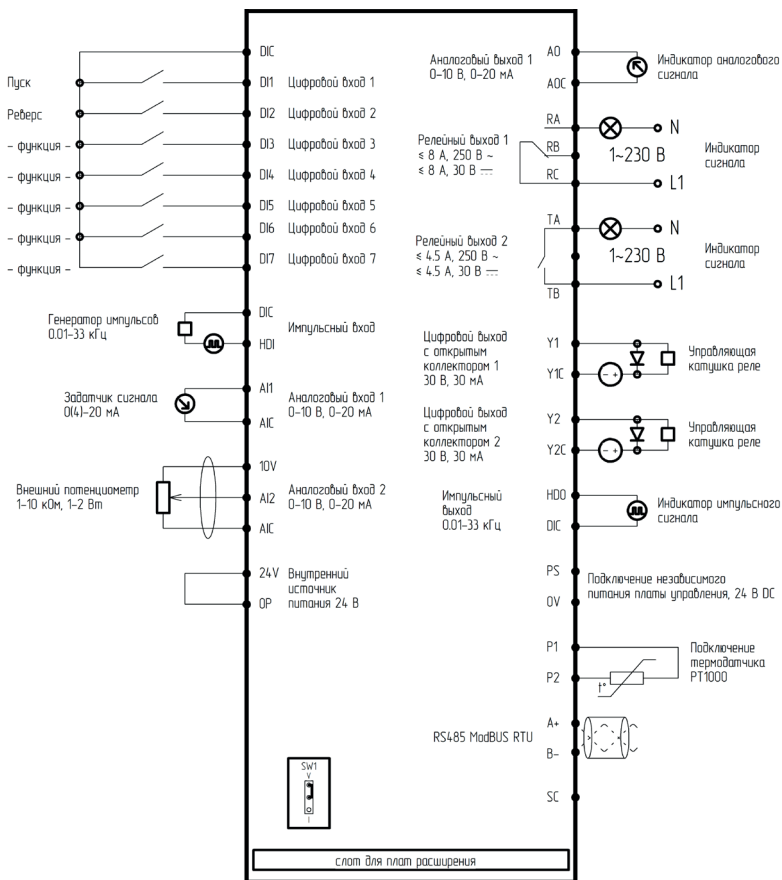 DIC
Пуск
DI1 Цифровой вход 1
Реверс
DI2 Цифровой вход 2
- функция -
DI3 Цифровой вход 3
- функция -
DI4 Цифровой вход 4
- функция -
DI5 Цифровой вход 5
- функция -
DI6 Цифровой вход 6
- функция -
DI7 Цифровой вход 7
Генератор импульсов
0.01-33 кГц
DIC
Импульсный вход
HDI
Задатчик сигнала
0(4)-20 мА
AI1
Аналоговый вход 1
0-10 В, 0-20 мА
AIC
Внешний потенциометр
1-10 кОм, 1-2 Вт
10V
AI2
Аналоговый вход 2
0-10 В, 0-20 мА
AIC
24V
OP
Внутренний
источник
питания 24 В
SW1
V
I
слот для плат расширения
Аналоговый выход 1
0-10 В, 0-20 мА
AO
AOC
Индикатор аналогового
сигнала
Релейный выход 1
≤ 8 А, 250 В ~
≤ 8 А, 30 В ⎓
RA
RB
RC
N
1~230 В
L1
Индикатор
сигнала
Релейный выход 2
≤ 4.5 А, 250 В ~
≤ 4.5 А, 30 В ⎓
TA
TB
N
1~230 В
L1
Индикатор
сигнала
Цифровой выход
с открытым
коллектором 1
30 В, 30 мА
Y1
Y1C
- +
Управляющая
катушка реле
Цифровой выход
с открытым
коллектором 2
30 В, 30 мА
Y2
Y2C
- +
Управляющая
катушка реле
Импульсный
выход
0.01-33 кГц
HDO
DIC
Индикатор импульсного
сигнала
PS
0V
Подключение независимого
питания платы управления, 24 В DC
P1
P2
t°
Подключение
термодатчика
PT1000
RS485 ModBUS RTU
A+
B-
SC